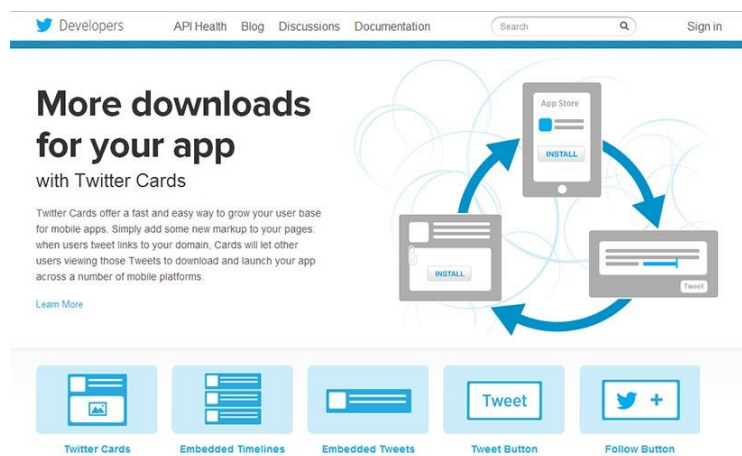 Developers API Health Blog Discussions Documentation Search Sign in
More downloads
for your app
with Twitter Cards
Twitter Cards offer a fast and easy way to grow your user base
for mobile apps. Simply add some new markup to your pages:
when users tweet links to your domain, Cards will let other
users viewing those Tweets to download and launch your app
across a number of mobile platforms.
Learn More
App Store
INSTALL
INSTALL
Tweet
Tweet
Twitter Cards Embedded Timelines Embedded Tweets Tweet Button Follow Button